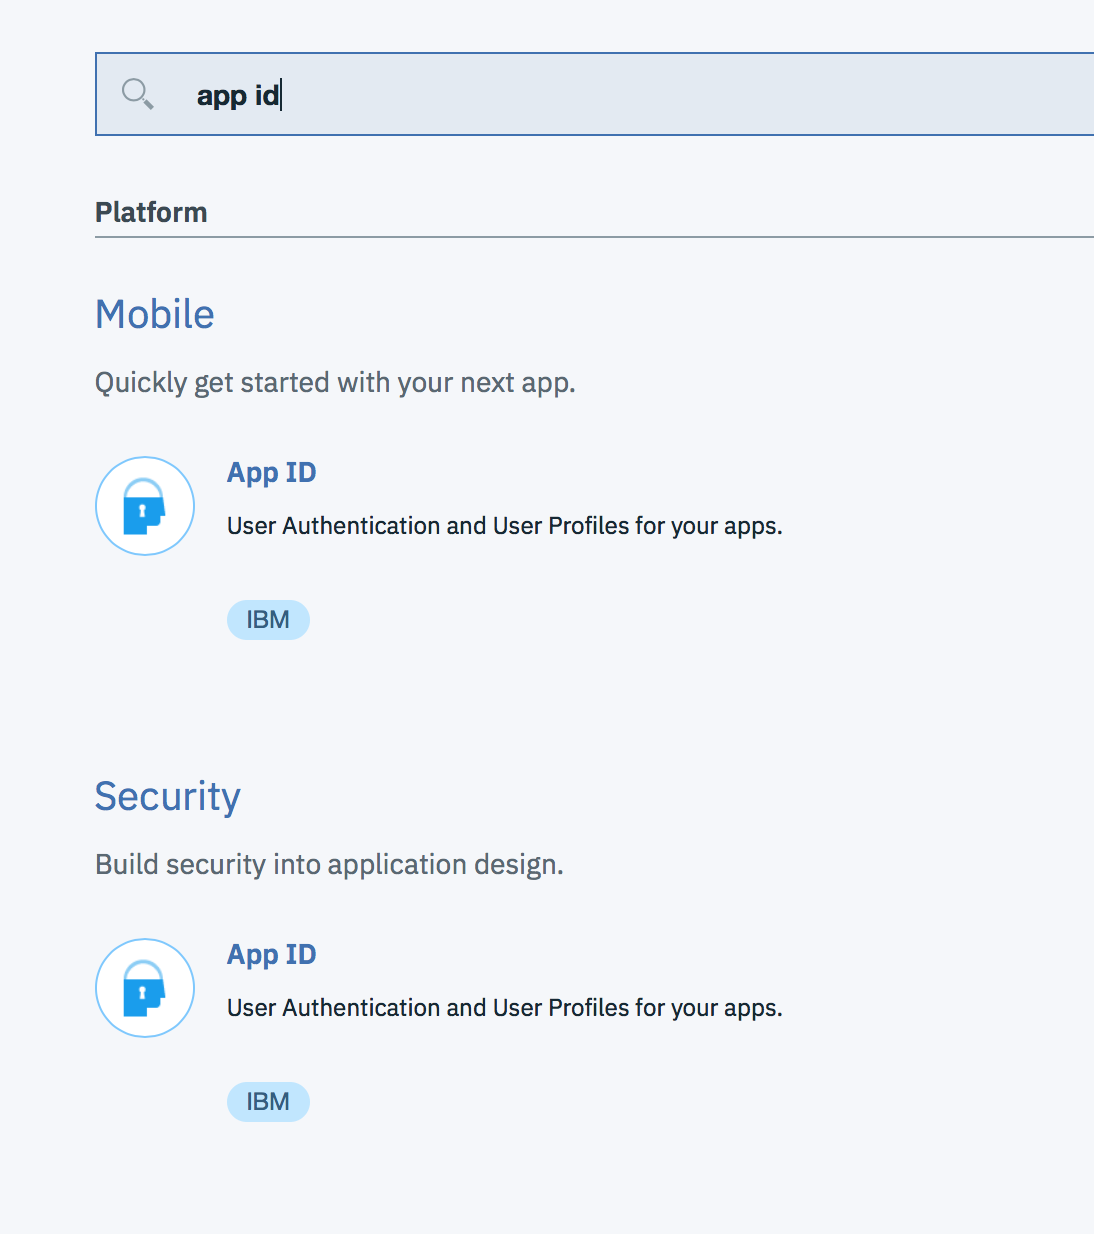 app id
Platform
Mobile
Quickly get started with your next app.
App ID
User Authentication and User Profiles for your apps.
IBM
Security
Build security into application design.
App ID
User Authentication and User Profiles for your apps.
IBM